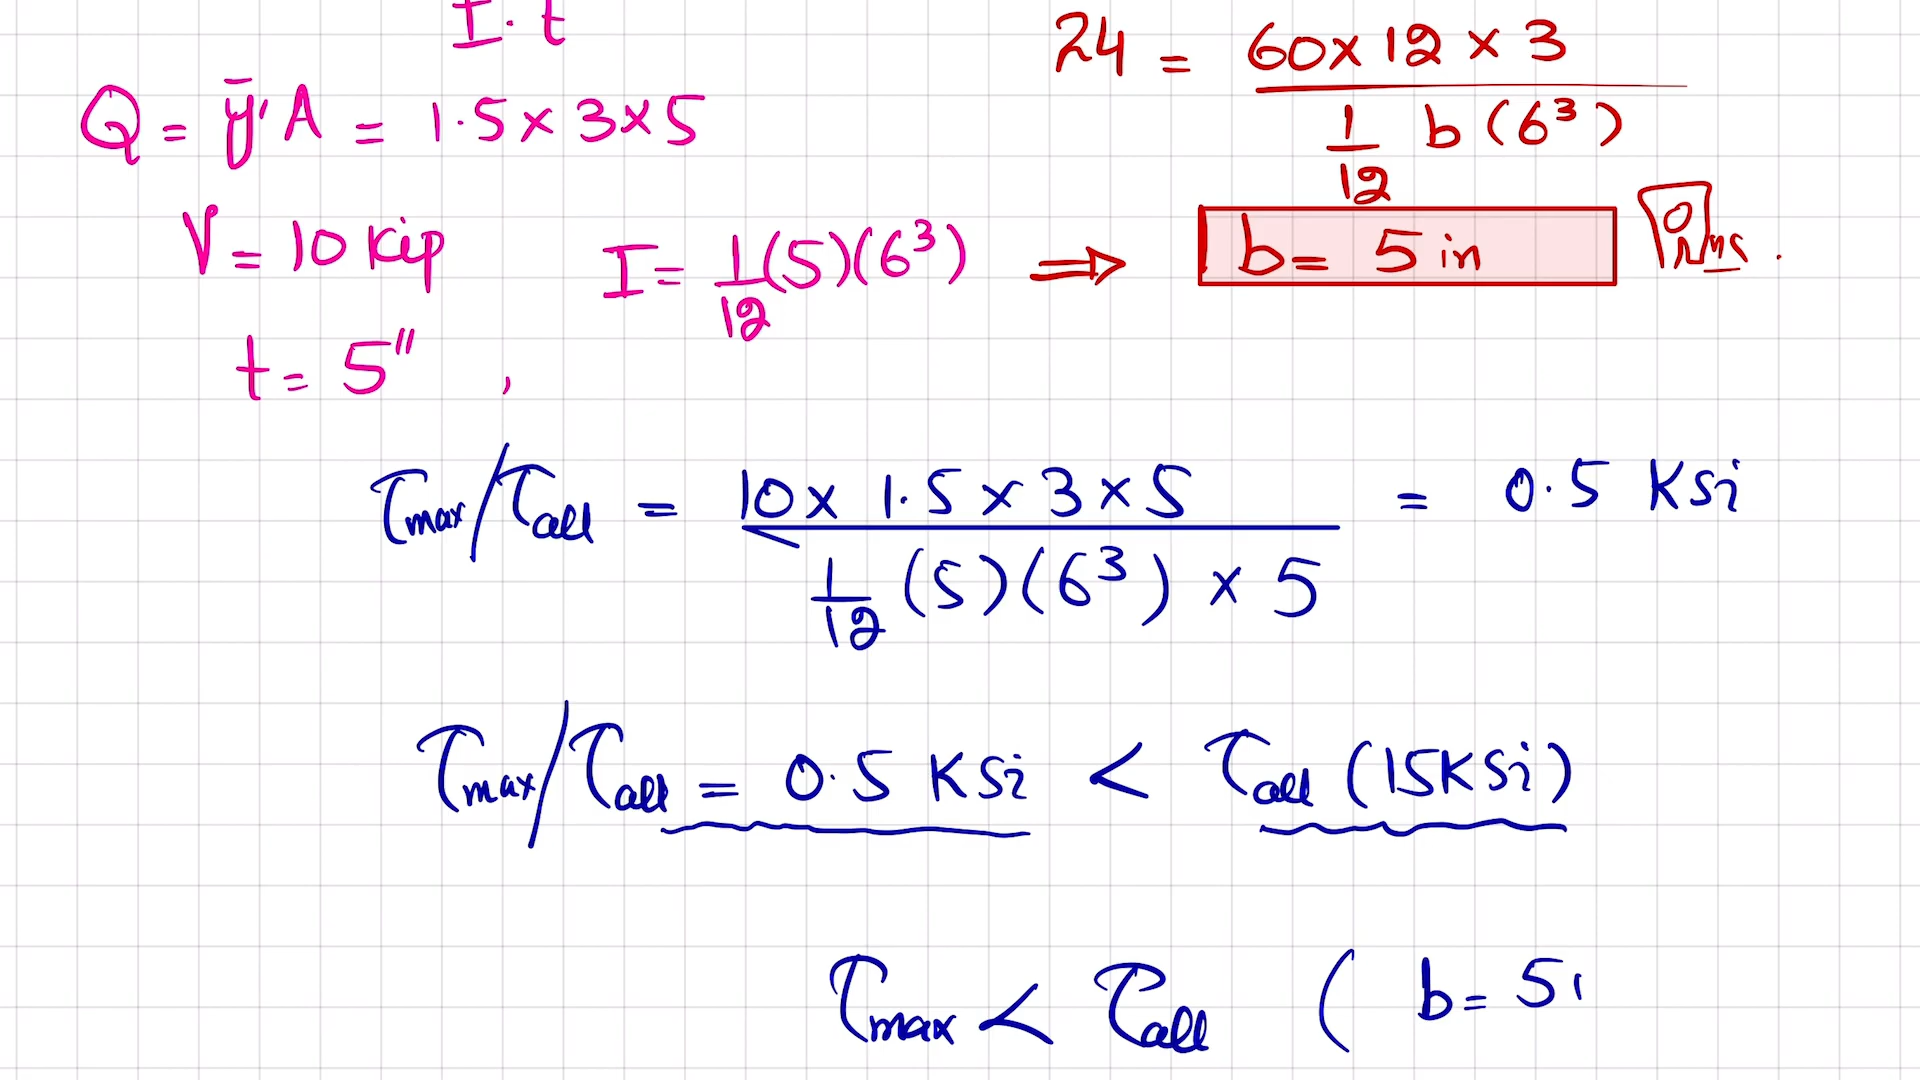 I · t
Q = ȳ'A = 1.5 × 3 × 5
V = 10 Kip
I = 1/12 (5)(6³)
t = 5" ,
24 = 60 × 12 × 3 / 1/12 b (6³)
⇒ b = 5 in Ans .
τmax/τall = 10 × 1.5 × 3 × 5 / 1/12 (5)(6³) × 5 = 0.5 Ksi
τmax/τall = 0.5 Ksi < τall (15Ksi)
τmax < τall ( b = 5